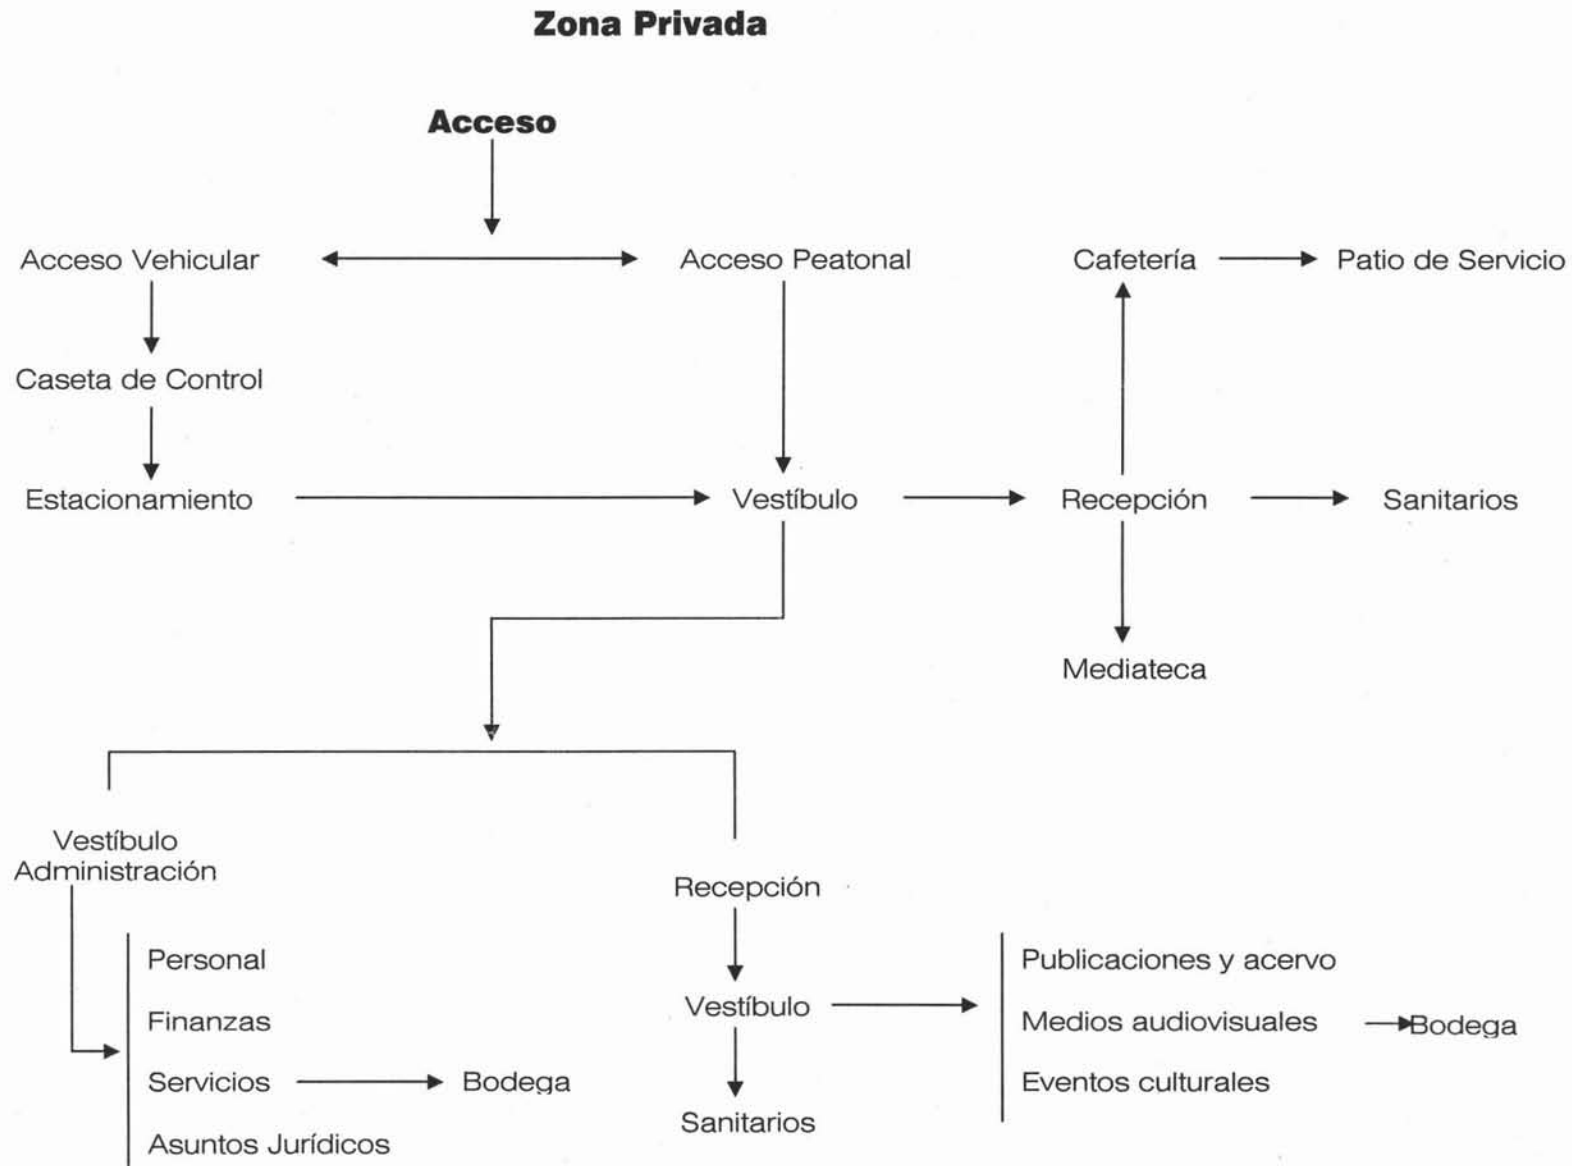 Zona Privada
Acceso
Acceso Vehicular
Acceso Peatonal
Cafetería
Patio de Servicio
Caseta de Control
Estacionamiento
Vestíbulo
Recepción
Sanitarios
Mediateca
Vestíbulo
Administración
Recepción
Personal
Finanzas
Servicios
Bodega
Asuntos Jurídicos
Vestíbulo
Sanitarios
Publicaciones y acervo
Medios audiovisuales
Bodega
Eventos culturales